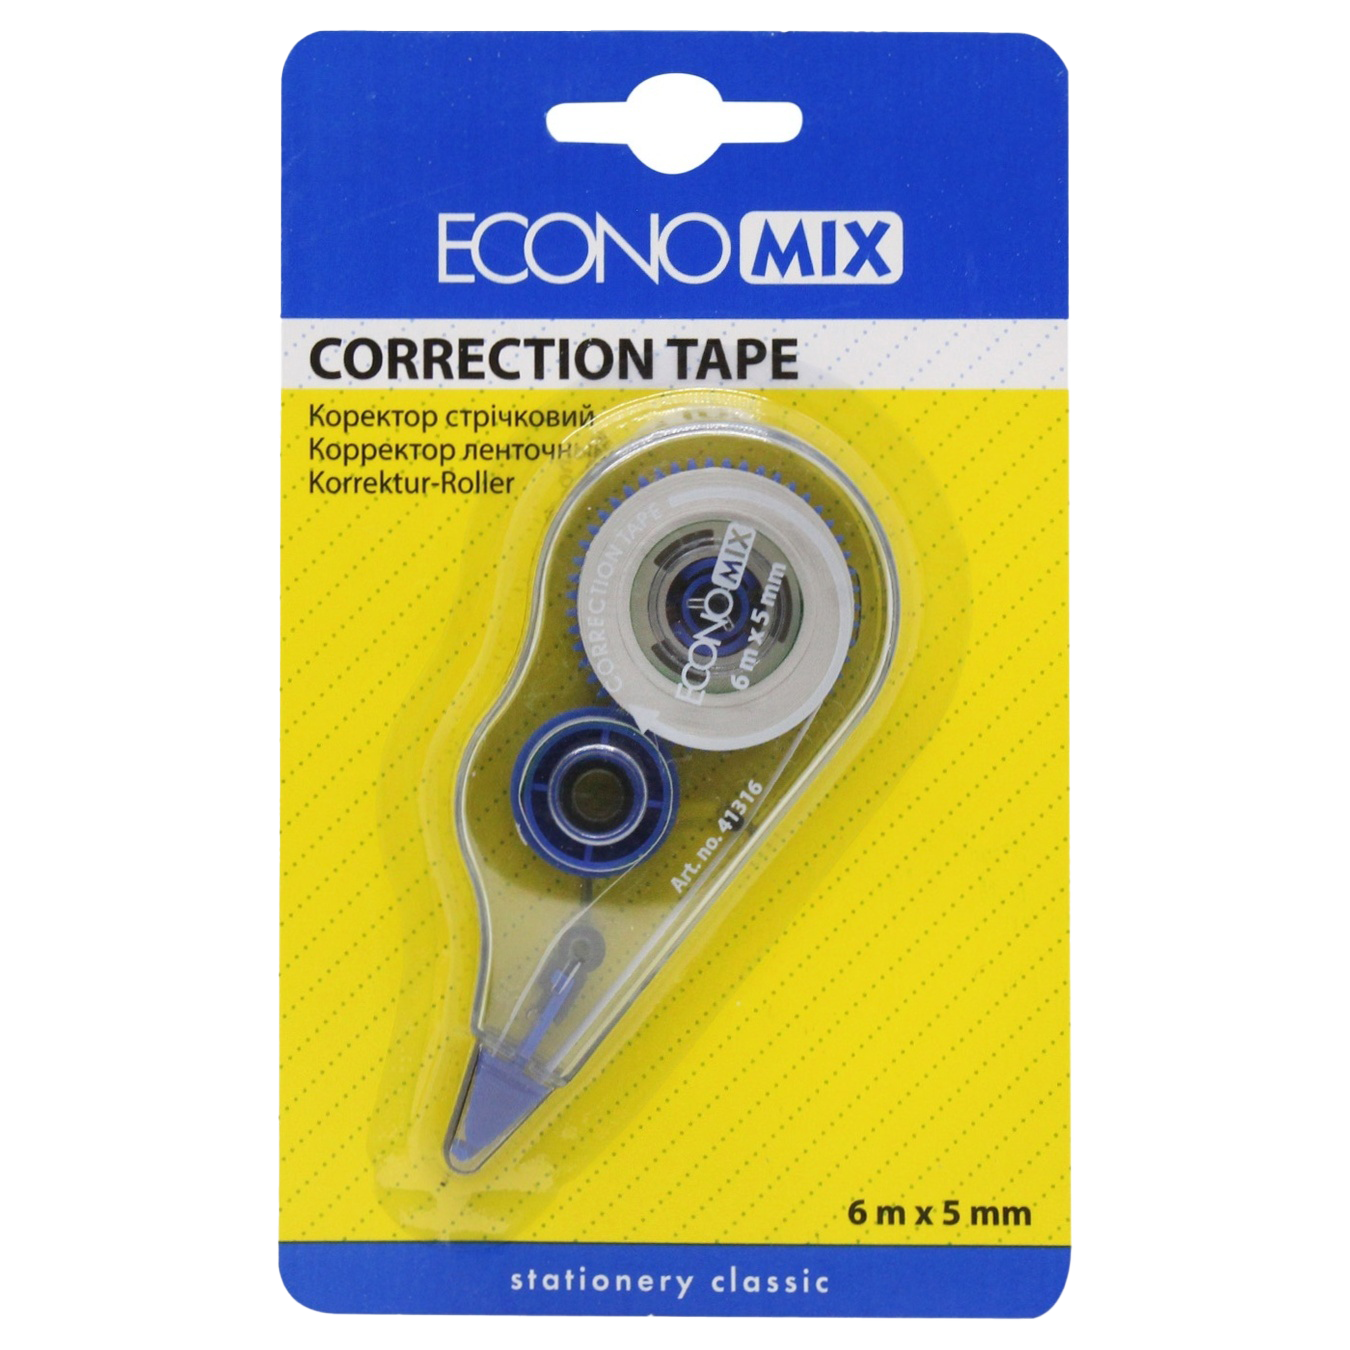 ECONOMIX
CORRECTION TAPE
Коректор стрічковий
Корректор ленточный
Korrektur-Roller
CORRECTION TAPE
ECONOMIX
6 m x 5 mm
Art. no. 41316
6 m x 5 mm
stationery classic